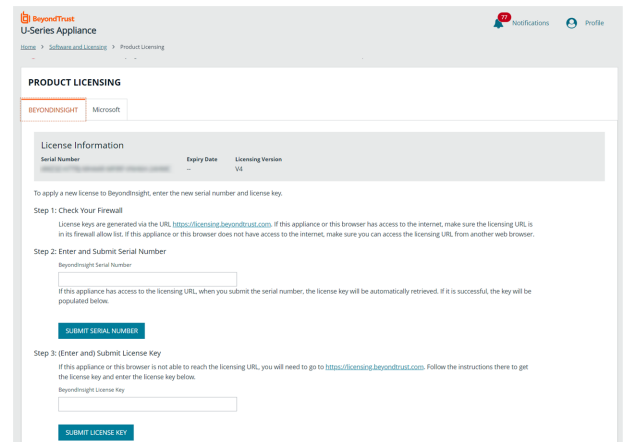 BeyondTrust
U-Series Appliance
77
Notifications
Profile
Home > Software and Licensing > Product Licensing
PRODUCT LICENSING
BEYONDINSIGHT
Microsoft
License Information
Serial Number
Expiry Date
Licensing Version
--
V4
To apply a new license to BeyondInsight, enter the new serial number and license key.
Step 1: Check Your Firewall
License keys are generated via the URL https://licensing.beyondtrust.com. If this appliance or this browser has access to the internet, make sure the licensing URL is
in its firewall allow list. If this appliance or this browser does not have access to the internet, make sure you can access the licensing URL from another web browser.
Step 2: Enter and Submit Serial Number
BeyondInsight Serial Number
If this appliance has access to the licensing URL, when you submit the serial number, the license key will be automatically retrieved. If it is successful, the key will be
populated below.
SUBMIT SERIAL NUMBER
Step 3: (Enter and) Submit License Key
If this appliance or this browser is not able to reach the licensing URL, you will need to go to https://licensing.beyondtrust.com. Follow the instructions there to get
the license key and enter the license key below.
BeyondInsight License Key
SUBMIT LICENSE KEY